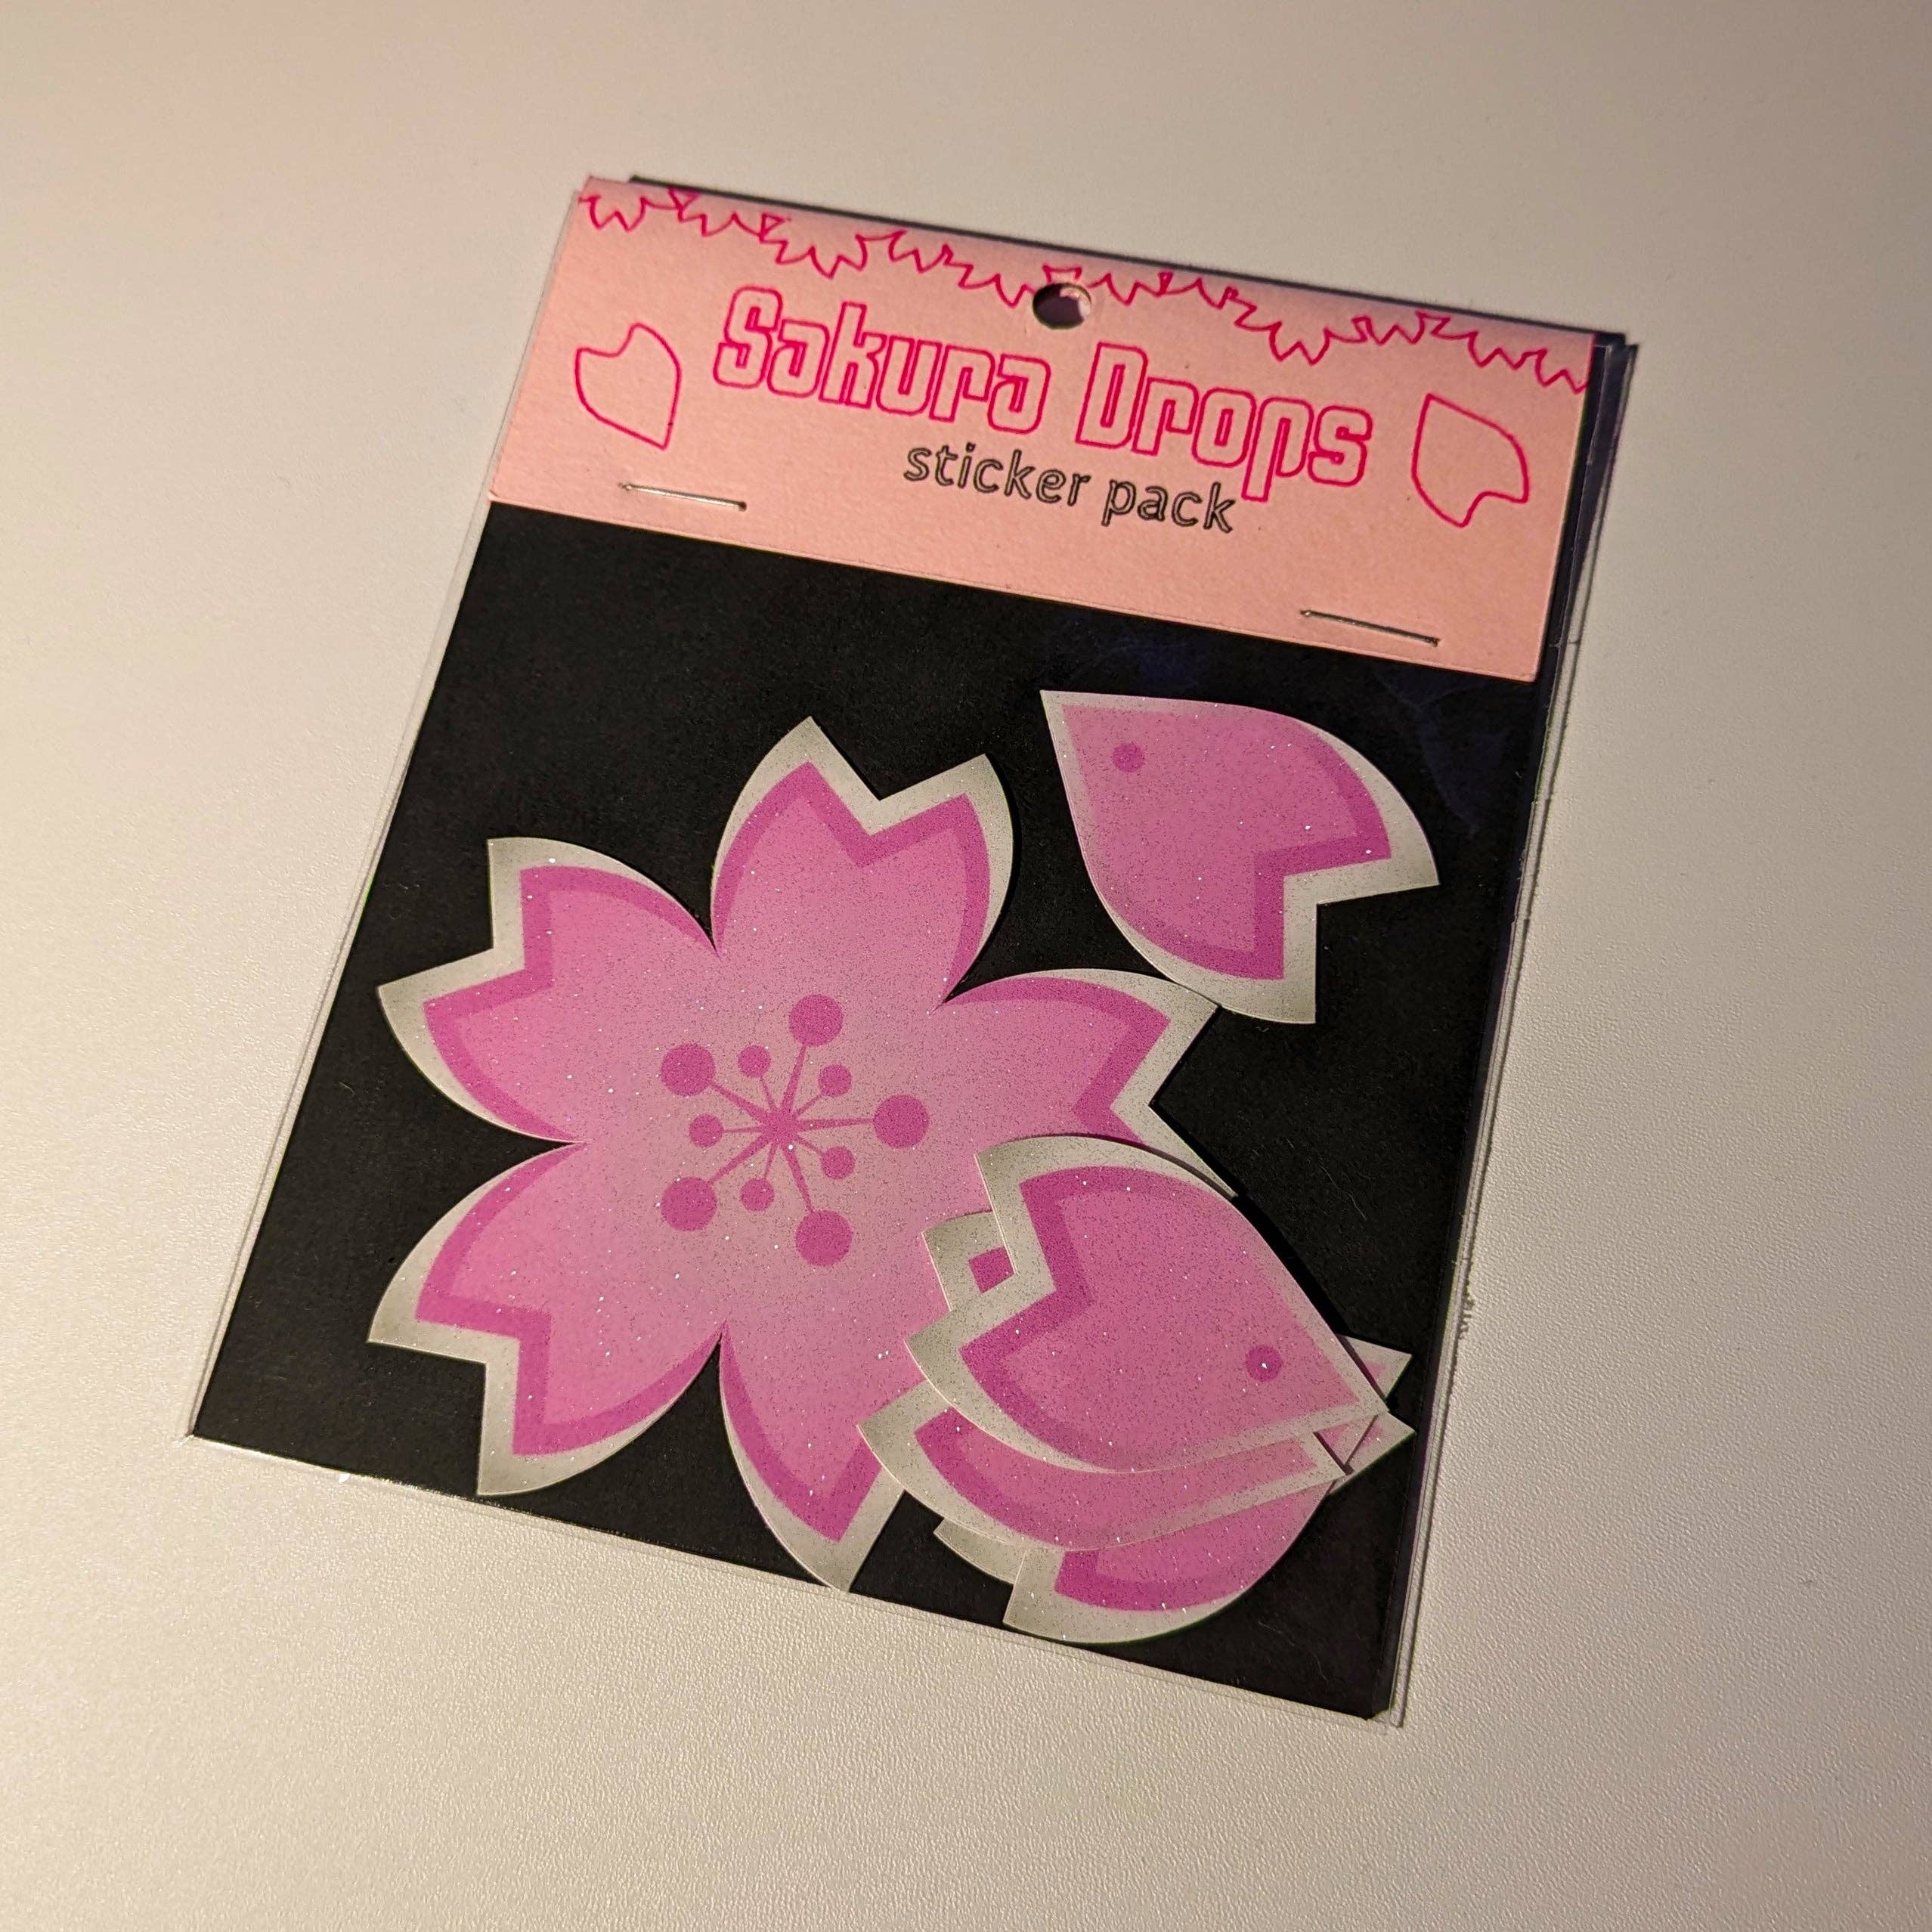 Sakura Drops
sticker pack